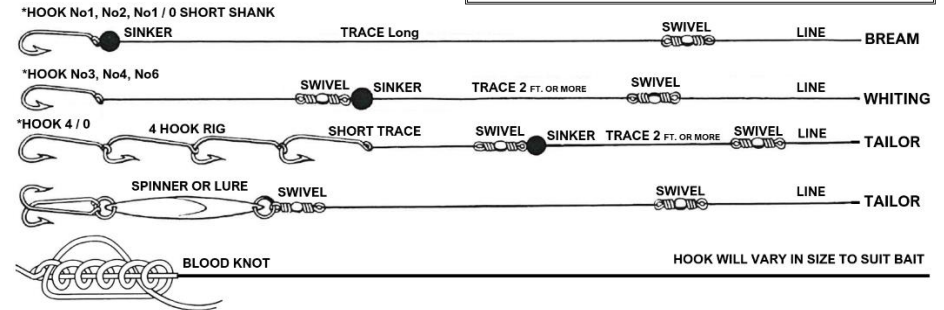 *HOOK No1, No2, No1 / 0 SHORT SHANK
SINKER TRACE Long SWIVEL LINE BREAM
*HOOK No3, No4, No6
SWIVEL SINKER TRACE 2 FT. OR MORE SWIVEL LINE WHITING
*HOOK 4 / 0 4 HOOK RIG SHORT TRACE SWIVEL SINKER TRACE 2 FT. OR MORE SWIVEL LINE TAILOR
SPINNER OR LURE SWIVEL SWIVEL LINE TAILOR
BLOOD KNOT HOOK WILL VARY IN SIZE TO SUIT BAIT